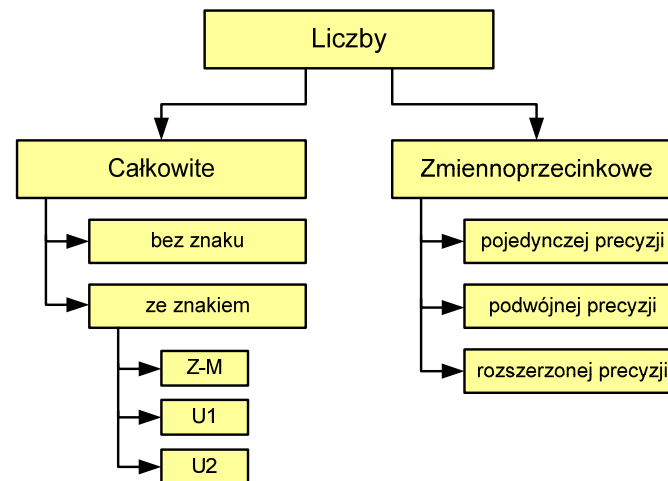 Liczby
Całkowite
bez znaku
ze znakiem
Z-M
U1
U2
Zmiennoprzecinkowe
pojedynczej precyzji
podwójnej precyzji
rozszerzonej precyzji